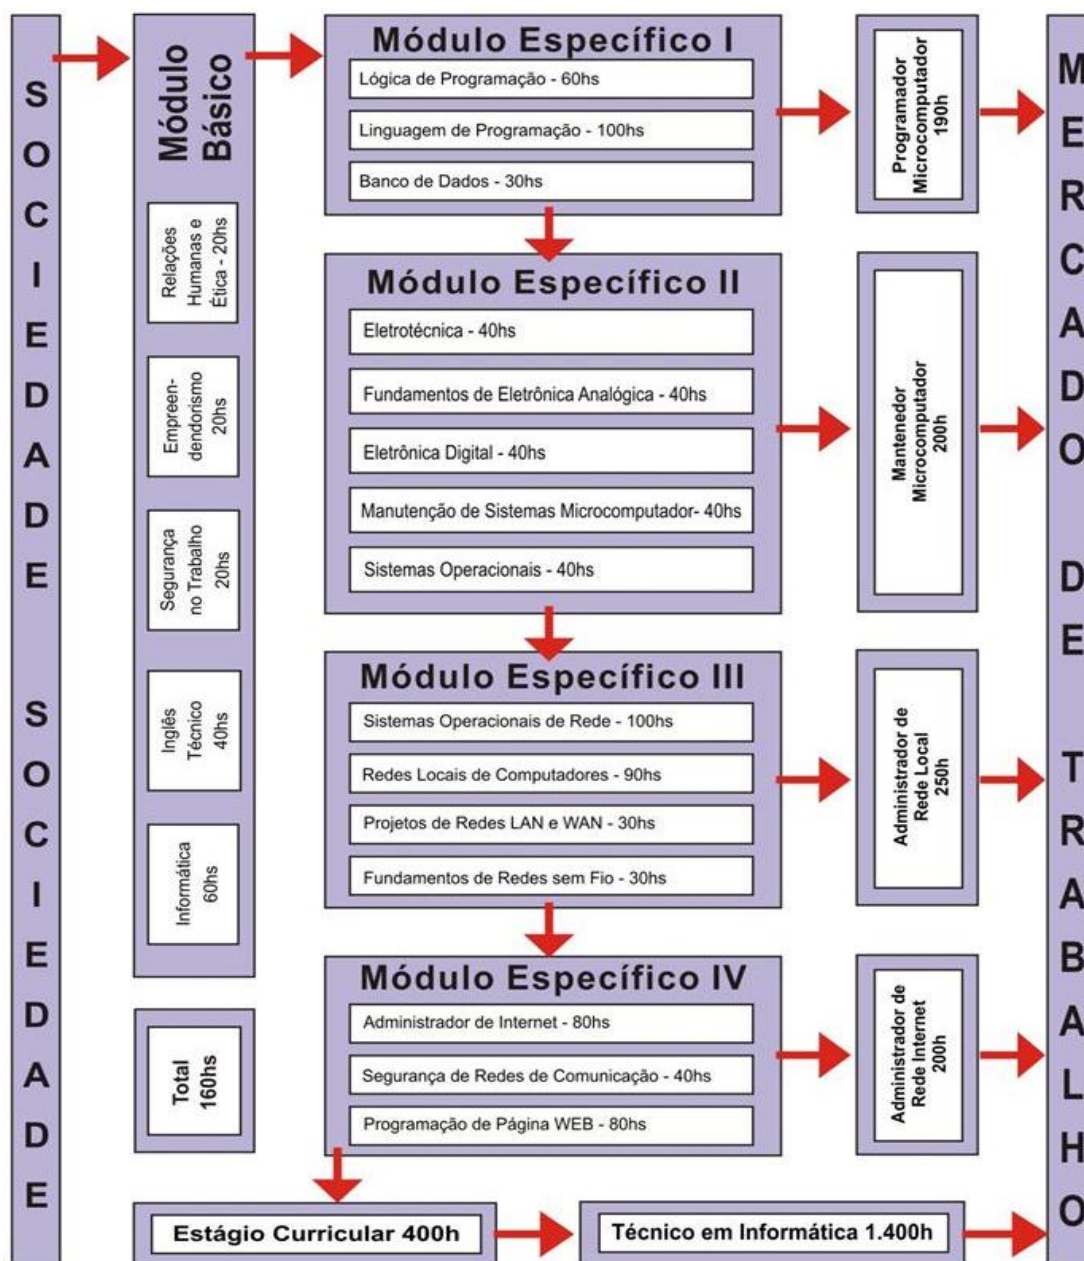 SOCIEDADE
SOCIEDADE
Módulo
Básico
Relações
Humanas e
Ética - 20hs
Empreen-
dendorismo
20hs
Segurança
no Trabalho
20hs
Inglês
Técnico
40hs
Informática
60hs
Total
160hs
Módulo Específico I
Lógica de Programação - 60hs
Linguagem de Programação - 100hs
Banco de Dados - 30hs
Programador
Microcomputador
190h
Módulo Específico II
Eletrotécnica - 40hs
Fundamentos de Eletrônica Analógica - 40hs
Eletrônica Digital - 40hs
Manutenção de Sistemas Microcomputador- 40hs
Sistemas Operacionais - 40hs
Mantenedor
Microcomputador
200h
Módulo Específico III
Sistemas Operacionais de Rede - 100hs
Redes Locais de Computadores - 90hs
Projetos de Redes LAN e WAN - 30hs
Fundamentos de Redes sem Fio - 30hs
Administrador de
Rede Local
250h
Módulo Específico IV
Administrador de Internet - 80hs
Segurança de Redes de Comunicação - 40hs
Programação de Página WEB - 80hs
Administrador de
Rede Internet
200h
Estágio Curricular 400h
Técnico em Informática 1.400h
MERCADO DE TRABALHO